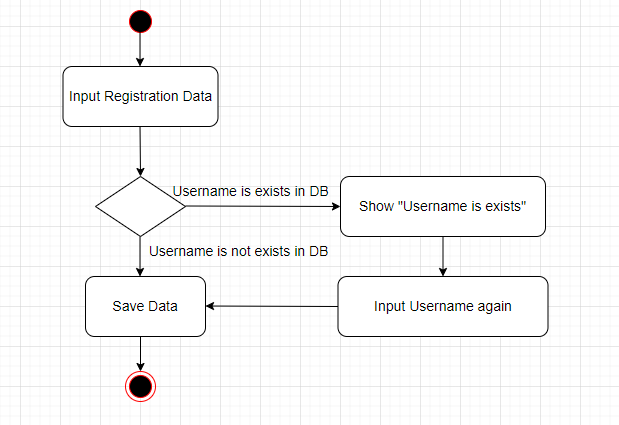 Input Registration Data
Username is exists in DB
Show "Username is exists"
Username is not exists in DB
Save Data
Input Username again